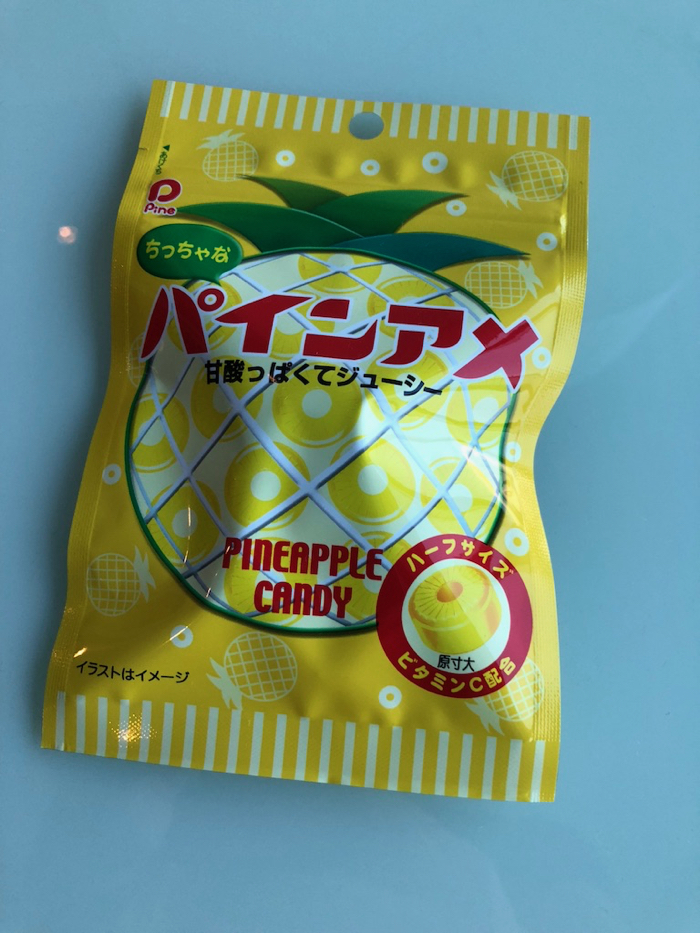 Pine
ちっちゃな
パインアメ
甘酸っぱくてジューシー
PINEAPPLE
CANDY
ハーフサイズ
原寸大
ビタミンC配合
イラストはイメージ